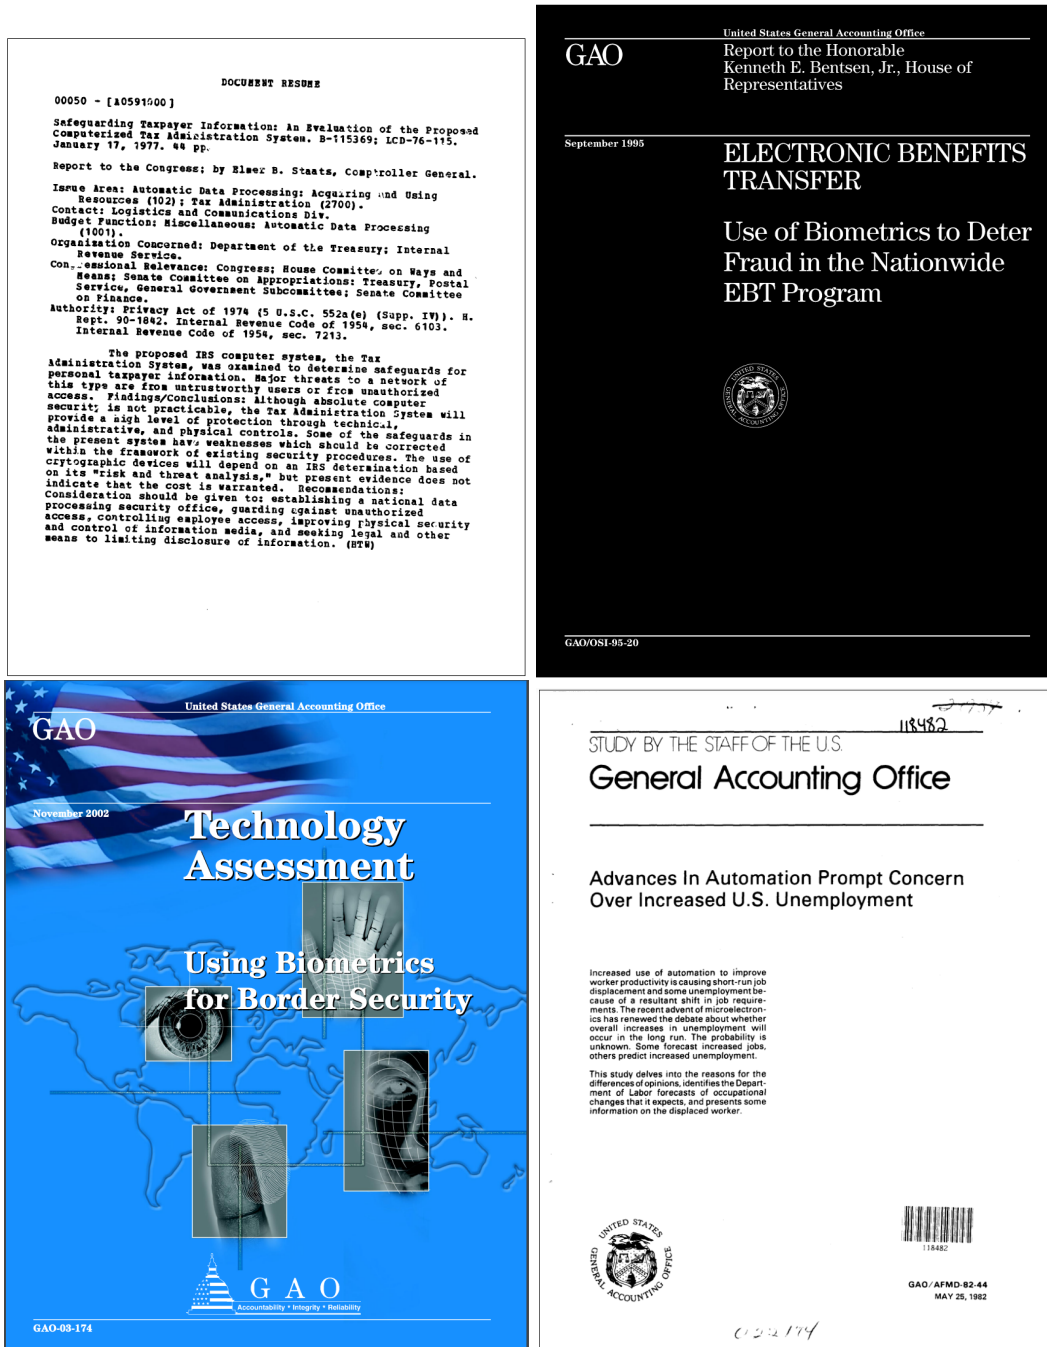 DOCUMENT RESUME
00050 - [A0591000]
Safeguarding Taxpayer Information: An Evaluation of the Proposed
Computerized Tax Administration System. B-115369; LCD-76-115.
January 17, 1977. 44 pp.
Report to the Congress; by Elmer B. Staats, Comptroller General.
Issue Area: Automatic Data Processing: Acquiring and Using
Resources (102); Tax Administration (2700).
Contact: Logistics and Communications Div.
Budget Function: Miscellaneous: Automatic Data Processing
(1001).
Organization Concerned: Department of the Treasury; Internal
Revenue Service.
Congressional Relevance: Congress; House Committee on Ways and
Means; Senate Committee on Appropriations: Treasury, Postal
Service, General Government Subcommittee; Senate Committee
on Finance.
Authority: Privacy Act of 1974 (5 U.S.C. 552a(e) (Supp. IV)). H.
Rept. 90-1842. Internal Revenue Code of 1954, sec. 6103.
Internal Revenue Code of 1954, sec. 7213.
The proposed IRS computer system, the Tax
Administration System, was examined to determine safeguards for
personal taxpayer information. Major threats to a network of
this type are from untrustworthy users or from unauthorized
access. Findings/Conclusions: Although absolute computer
security is not practicable, the Tax Administration System will
provide a high level of protection through technical,
administrative, and physical controls. Some of the safeguards in
the present system have weaknesses which should be corrected
within the framework of existing security procedures. The use of
crytographic devices will depend on an IRS determination based
on its "risk and threat analysis," but present evidence does not
indicate that the cost is warranted. Recommendations:
Consideration should be given to: establishing a national data
processing security office, guarding against unauthorized
access, controlling employee access, improving physical security
and control of information media, and seeking legal and other
means to limiting disclosure of information. (HTW)
United States General Accounting Office
GAO
Report to the Honorable
Kenneth E. Bentsen, Jr., House of
Representatives
September 1995
ELECTRONIC BENEFITS
TRANSFER
Use of Biometrics to Deter
Fraud in the Nationwide
EBT Program
UNITED STATES
GENERAL ACCOUNTING OFFICE
GAO/OSI-95-20
United States General Accounting Office
GAO
November 2002
Technology
Assessment
Using Biometrics
for Border Security
GAO
Accountability * Integrity * Reliability
GAO-03-174
118482
STUDY BY THE STAFF OF THE U.S.
General Accounting Office
Advances In Automation Prompt Concern
Over Increased U.S. Unemployment
Increased use of automation to improve
worker productivity is causing short-run job
displacement and some unemployment be-
cause of a resultant shift in job require-
ments. The recent advent of microelectron-
ics has renewed the debate about whether
overall increases in unemployment will
occur in the long run. The probability is
unknown. Some forecast increased jobs,
others predict increased unemployment.
This study delves into the reasons for the
differences of opinions, identifies the Depart-
ment of Labor forecasts of occupational
changes that it expects, and presents some
information on the displaced worker.
UNITED STATES
GENERAL ACCOUNTING OFFICE
118482
GAO/AFMD-82-44
MAY 25, 1982
022174